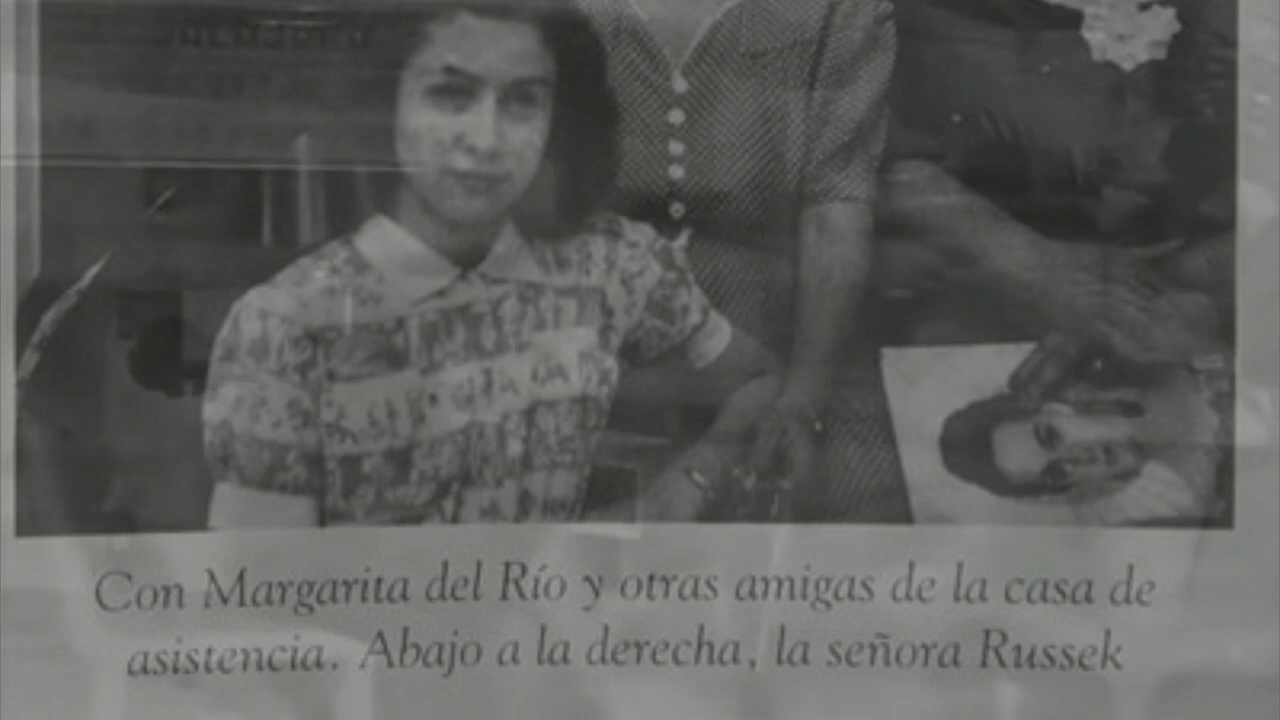 Con Margarita del Río y otras amigas de la casa de
asistencia. Abajo a la derecha, la señora Russek